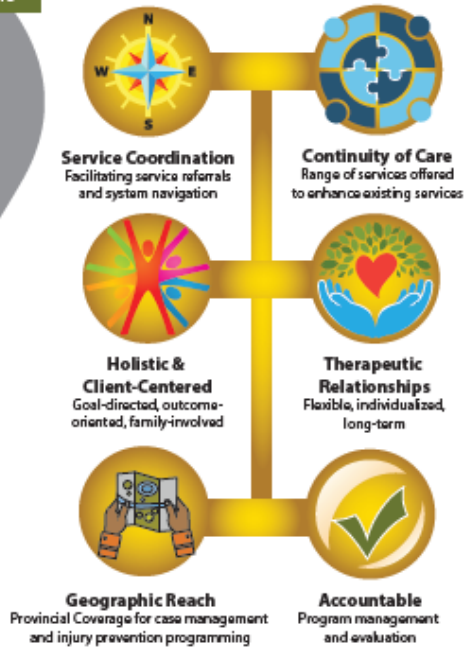 N
W
E
S
Service Coordination
Facilitating service referrals
and system navigation
Continuity of Care
Range of services offered
to enhance existing services
Holistic &
Client-Centered
Goal-directed, outcome-
oriented, family-involved
Therapeutic
Relationships
Flexible, individualized,
long-term
Geographic Reach
Provincial Coverage for case management
and injury prevention programming
Accountable
Program management
and evaluation